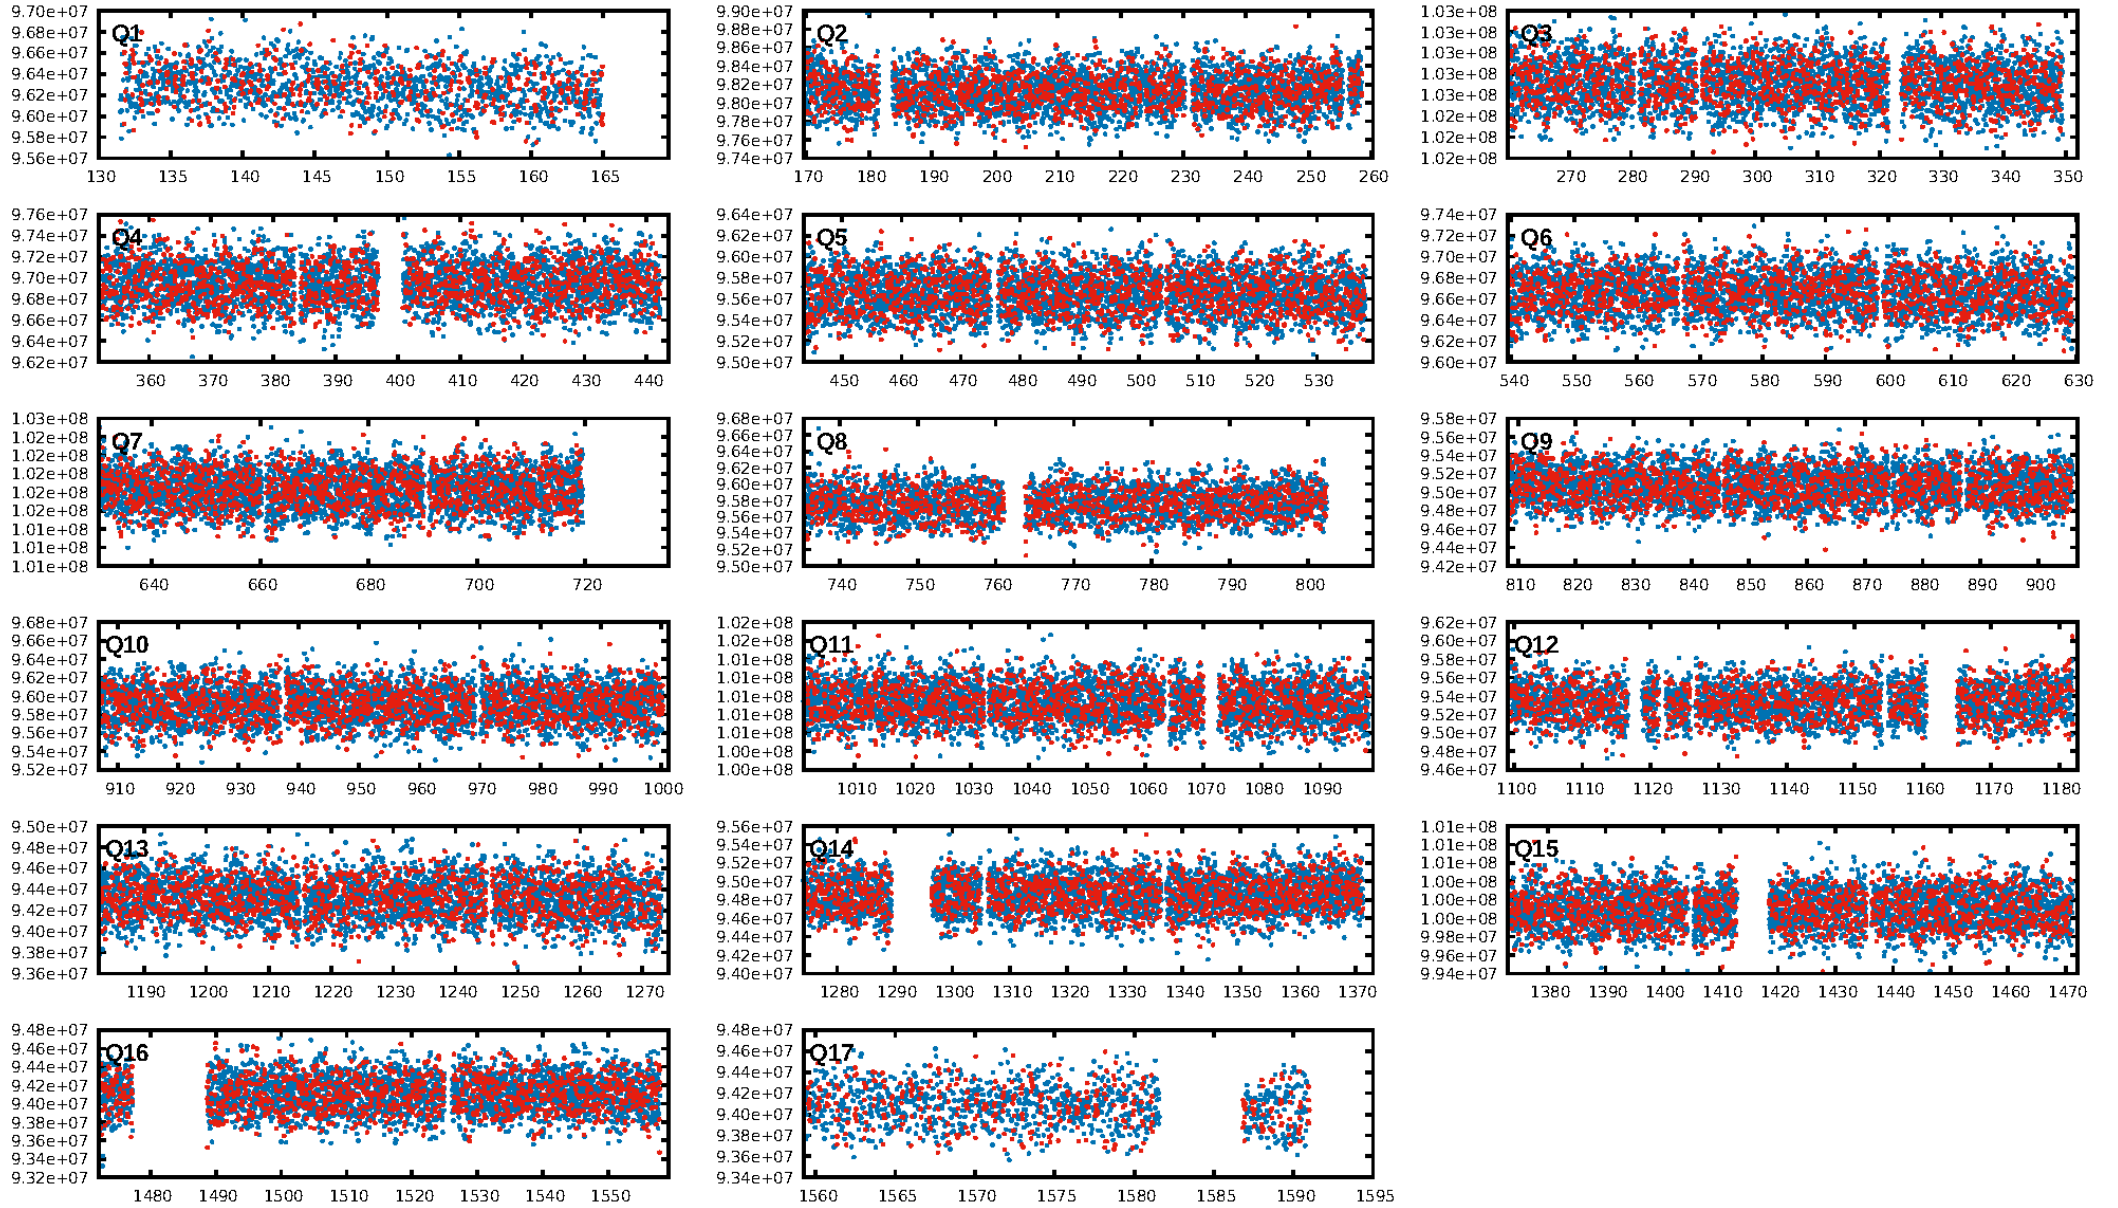 9.70e+07 9.68e+07 9.66e+07 9.64e+07 9.62e+07 9.60e+07 9.58e+07 9.56e+07
Q1
130 135 140 145 150 155 160 165
9.90e+07 9.88e+07 9.86e+07 9.84e+07 9.82e+07 9.80e+07 9.78e+07 9.76e+07 9.74e+07
Q2
170 180 190 200 210 220 230 240 250 260
1.03e+08 1.03e+08 1.03e+08 1.03e+08 1.03e+08 1.02e+08 1.02e+08 1.02e+08
Q3
270 280 290 300 310 320 330 340 350
9.76e+07 9.74e+07 9.72e+07 9.70e+07 9.68e+07 9.66e+07 9.64e+07 9.62e+07
Q4
360 370 380 390 400 410 420 430 440
9.64e+07 9.62e+07 9.60e+07 9.58e+07 9.56e+07 9.54e+07 9.52e+07 9.50e+07
Q5
450 460 470 480 490 500 510 520 530
9.74e+07 9.72e+07 9.70e+07 9.68e+07 9.66e+07 9.64e+07 9.62e+07 9.60e+07
Q6
540 550 560 570 580 590 600 610 620 630
1.03e+08 1.02e+08 1.02e+08 1.02e+08 1.02e+08 1.02e+08 1.01e+08 1.01e+08 1.01e+08
Q7
640 660 680 700 720
9.68e+07 9.66e+07 9.64e+07 9.62e+07 9.60e+07 9.58e+07 9.56e+07 9.54e+07 9.52e+07 9.50e+07
Q8
740 750 760 770 780 790 800
9.58e+07 9.56e+07 9.54e+07 9.52e+07 9.50e+07 9.48e+07 9.46e+07 9.44e+07 9.42e+07
Q9
810 820 830 840 850 860 870 880 890 900
9.68e+07 9.66e+07 9.64e+07 9.62e+07 9.60e+07 9.58e+07 9.56e+07 9.54e+07 9.52e+07
Q10
910 920 930 940 950 960 970 980 990 1000
1.02e+08 1.02e+08 1.01e+08 1.01e+08 1.01e+08 1.01e+08 1.01e+08 1.00e+08 1.00e+08
Q11
1010 1020 1030 1040 1050 1060 1070 1080 1090
9.62e+07 9.60e+07 9.58e+07 9.56e+07 9.54e+07 9.52e+07 9.50e+07 9.48e+07 9.46e+07
Q12
1100 1110 1120 1130 1140 1150 1160 1170 1180
9.50e+07 9.48e+07 9.46e+07 9.44e+07 9.42e+07 9.40e+07 9.38e+07 9.36e+07
Q13
1190 1200 1210 1220 1230 1240 1250 1260 1270
9.56e+07 9.54e+07 9.52e+07 9.50e+07 9.48e+07 9.46e+07 9.44e+07 9.42e+07 9.40e+07
Q14
1280 1290 1300 1310 1320 1330 1340 1350 1360 1370
1.01e+08 1.01e+08 1.01e+08 1.00e+08 1.00e+08 1.00e+08 9.98e+07 9.96e+07 9.94e+07
Q15
1380 1390 1400 1410 1420 1430 1440 1450 1460 1470
9.48e+07 9.46e+07 9.44e+07 9.42e+07 9.40e+07 9.38e+07 9.36e+07 9.34e+07 9.32e+07
Q16
1480 1490 1500 1510 1520 1530 1540 1550
9.48e+07 9.46e+07 9.44e+07 9.42e+07 9.40e+07 9.38e+07 9.36e+07 9.34e+07
Q17
1560 1565 1570 1575 1580 1585 1590 1595